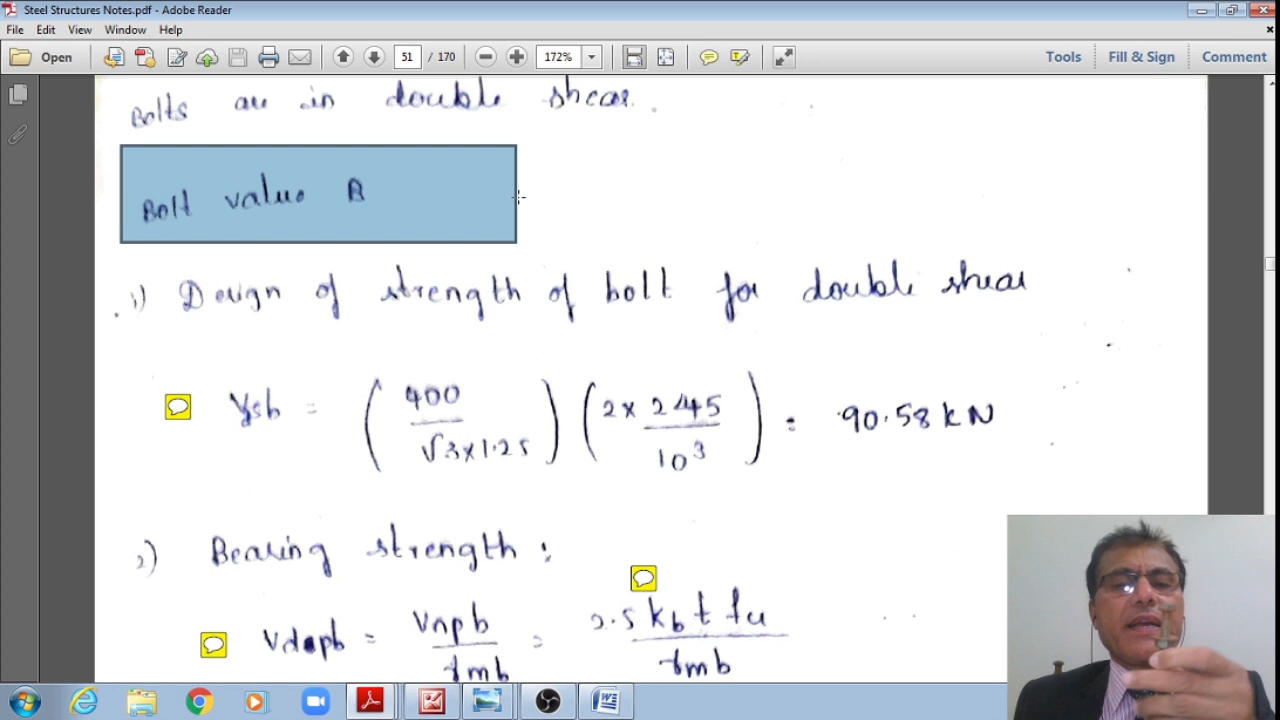 Steel Structures Notes.pdf - Adobe Reader
File Edit View Window Help
Open 51 / 170 172% Tools Fill & Sign Comment
Bolts are in double shear.
Bolt value B
1) Design of strength of bolt for double shear
Vsb = (400 / √3×1.25) (2× 245 / 10³) = 90.58 kN
2) Bearing strength :
Vdpb = Vnpb / γmb = 2.5 kb t fu / γmb